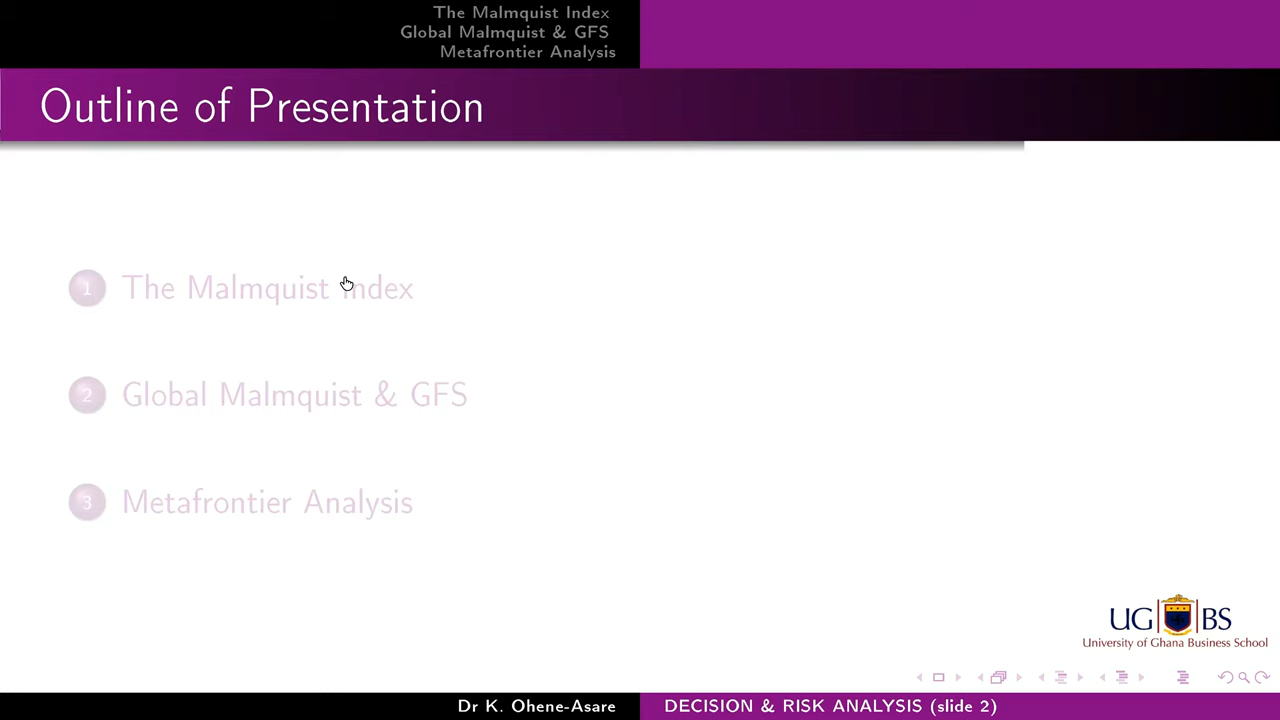 The Malmquist Index
Global Malmquist & GFS
Metafrontier Analysis
Outline of Presentation
1 The Malmquist Index
2 Global Malmquist & GFS
3 Metafrontier Analysis
UG BS
University of Ghana Business School
Dr K. Ohene-Asare DECISION & RISK ANALYSIS (slide 2)